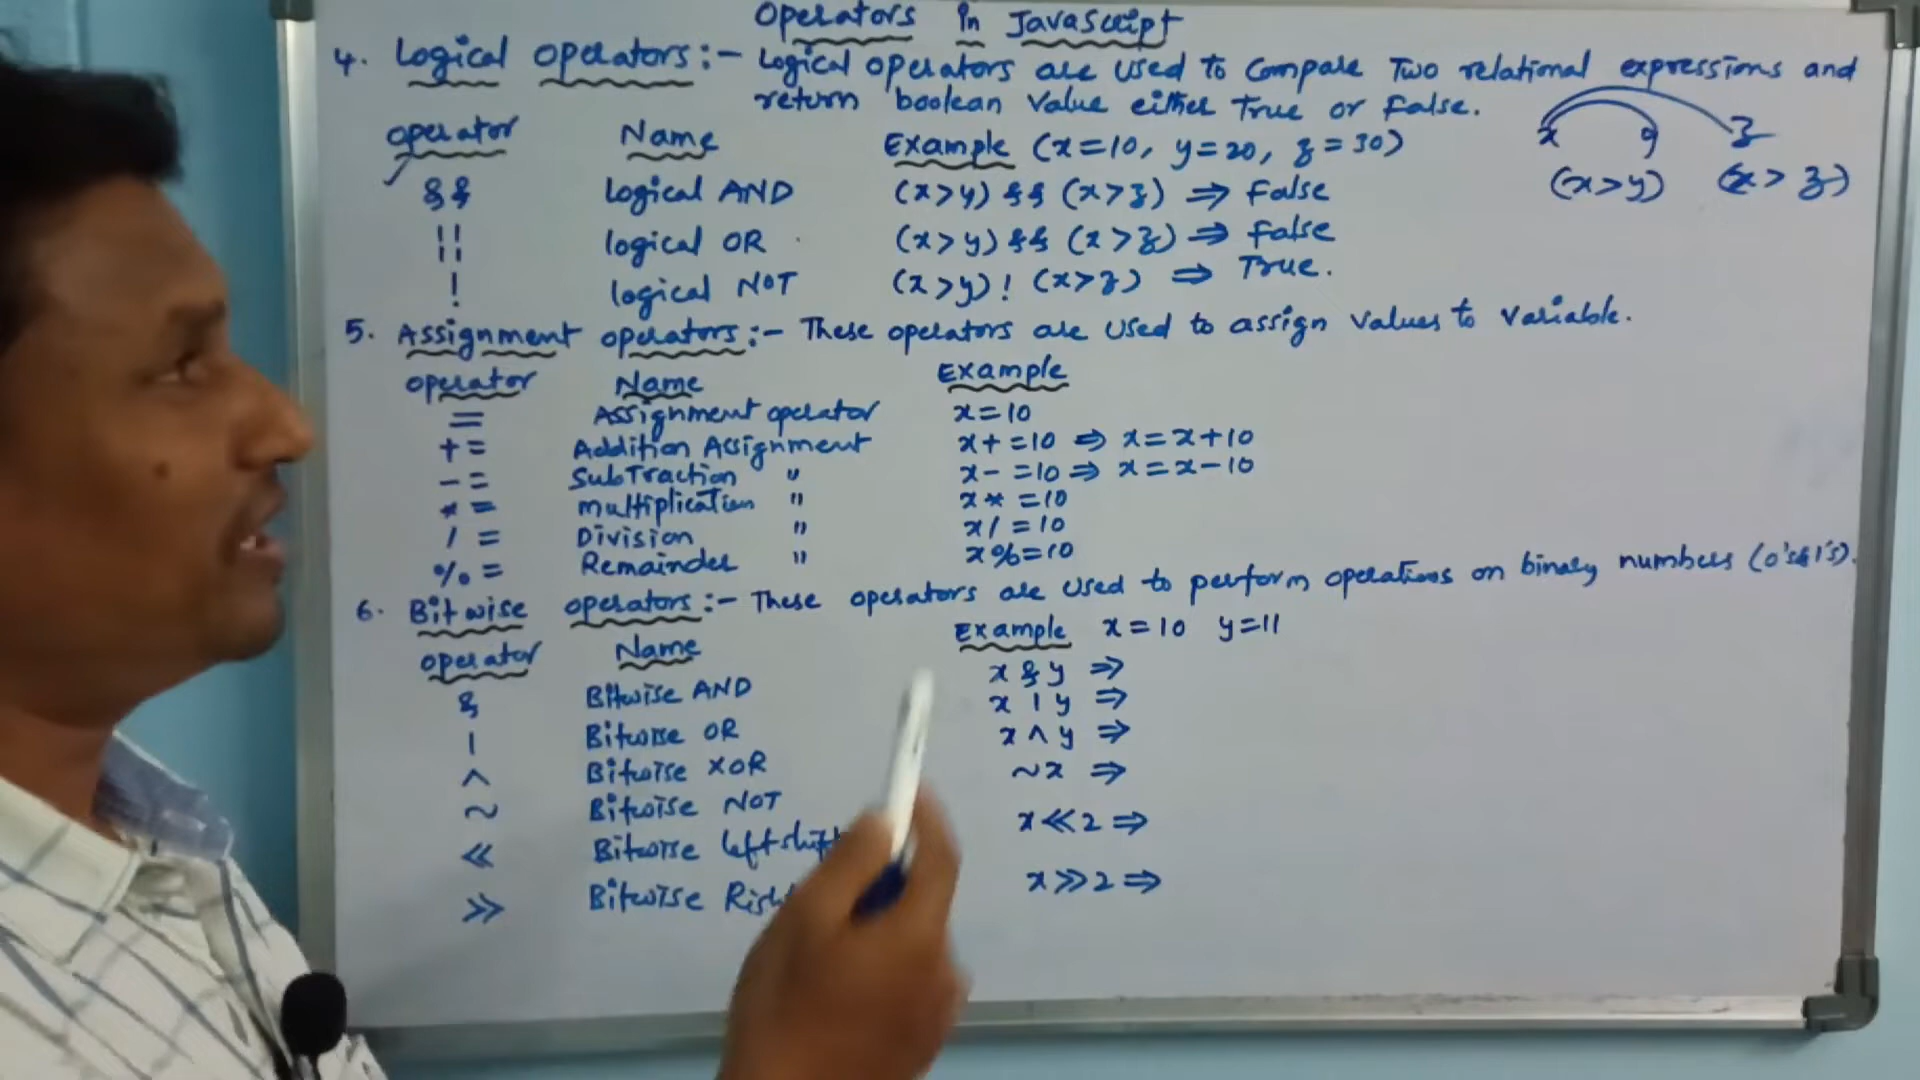 Operators in JavaScript
4. Logical Operators:- Logical operators are used to compare Two relational expressions and
return boolean value either True or False.
Operator Name Example (x=10, y=20, z=30) x y z
&& Logical AND (x>y) && (x>z) ⇒ False (x>y) (x>z)
|| Logical OR (x>y) && (x>z) ⇒ False
! Logical NOT (x>y) ! (x>z) ⇒ True.
5. Assignment operators:- These operators are used to assign values to variable.
Operator Name Example
= Assignment operator x=10
+= Addition Assignment x+=10 ⇒ x=x+10
-= Subtraction " x-=10 ⇒ x=x-10
*= multiplication " x*=10
/= Division " x/=10
%= Remainder " x%=10
6. Bitwise operators:- These operators are used to perform operations on binary numbers (0's&1's).
Operator Name Example x=10 y=11
& Bitwise AND x & y ⇒
| Bitwise OR x | y ⇒
^ Bitwise XOR x ^ y ⇒
~ Bitwise NOT ~x ⇒
<< Bitwise left shift x<<2 ⇒
>> Bitwise x>>2 ⇒